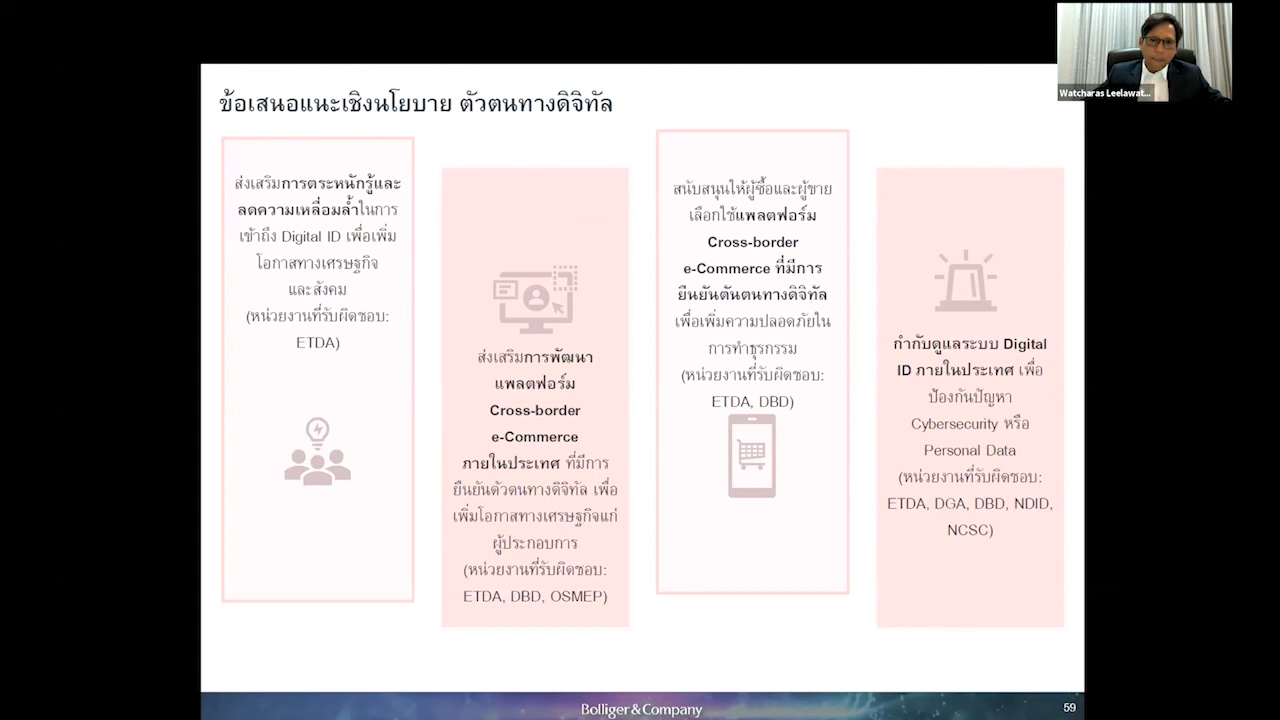 Watcharas Leelawat...
ข้อเสนอแนะเชิงนโยบาย ตัวตนทางดิจิทัล
ส่งเสริมการตระหนักรู้และ
ลดความเหลื่อมล้ำในการ
เข้าถึง Digital ID เพื่อเพิ่ม
โอกาสทางเศรษฐกิจ
และสังคม
(หน่วยงานที่รับผิดชอบ:
ETDA)
ส่งเสริมการพัฒนา
แพลตฟอร์ม
Cross-border
e-Commerce
ภายในประเทศ ที่มีการ
ยืนยันตัวตนทางดิจิทัล เพื่อ
เพิ่มโอกาสทางเศรษฐกิจแก่
ผู้ประกอบการ
(หน่วยงานที่รับผิดชอบ:
ETDA, DBD, OSMEP)
สนับสนุนให้ผู้ซื้อและผู้ขาย
เลือกใช้แพลตฟอร์ม
Cross-border
e-Commerce ที่มีการ
ยืนยันตันตนทางดิจิทัล
เพื่อเพิ่มความปลอดภัยใน
การทำธุรกรรม
(หน่วยงานที่รับผิดชอบ:
ETDA, DBD)
กำกับดูแลระบบ Digital
ID ภายในประเทศ เพื่อ
ป้องกันปัญหา
Cybersecurity หรือ
Personal Data
(หน่วยงานที่รับผิดชอบ:
ETDA, DGA, DBD, NDID,
NCSC)
Bolliger & Company
59